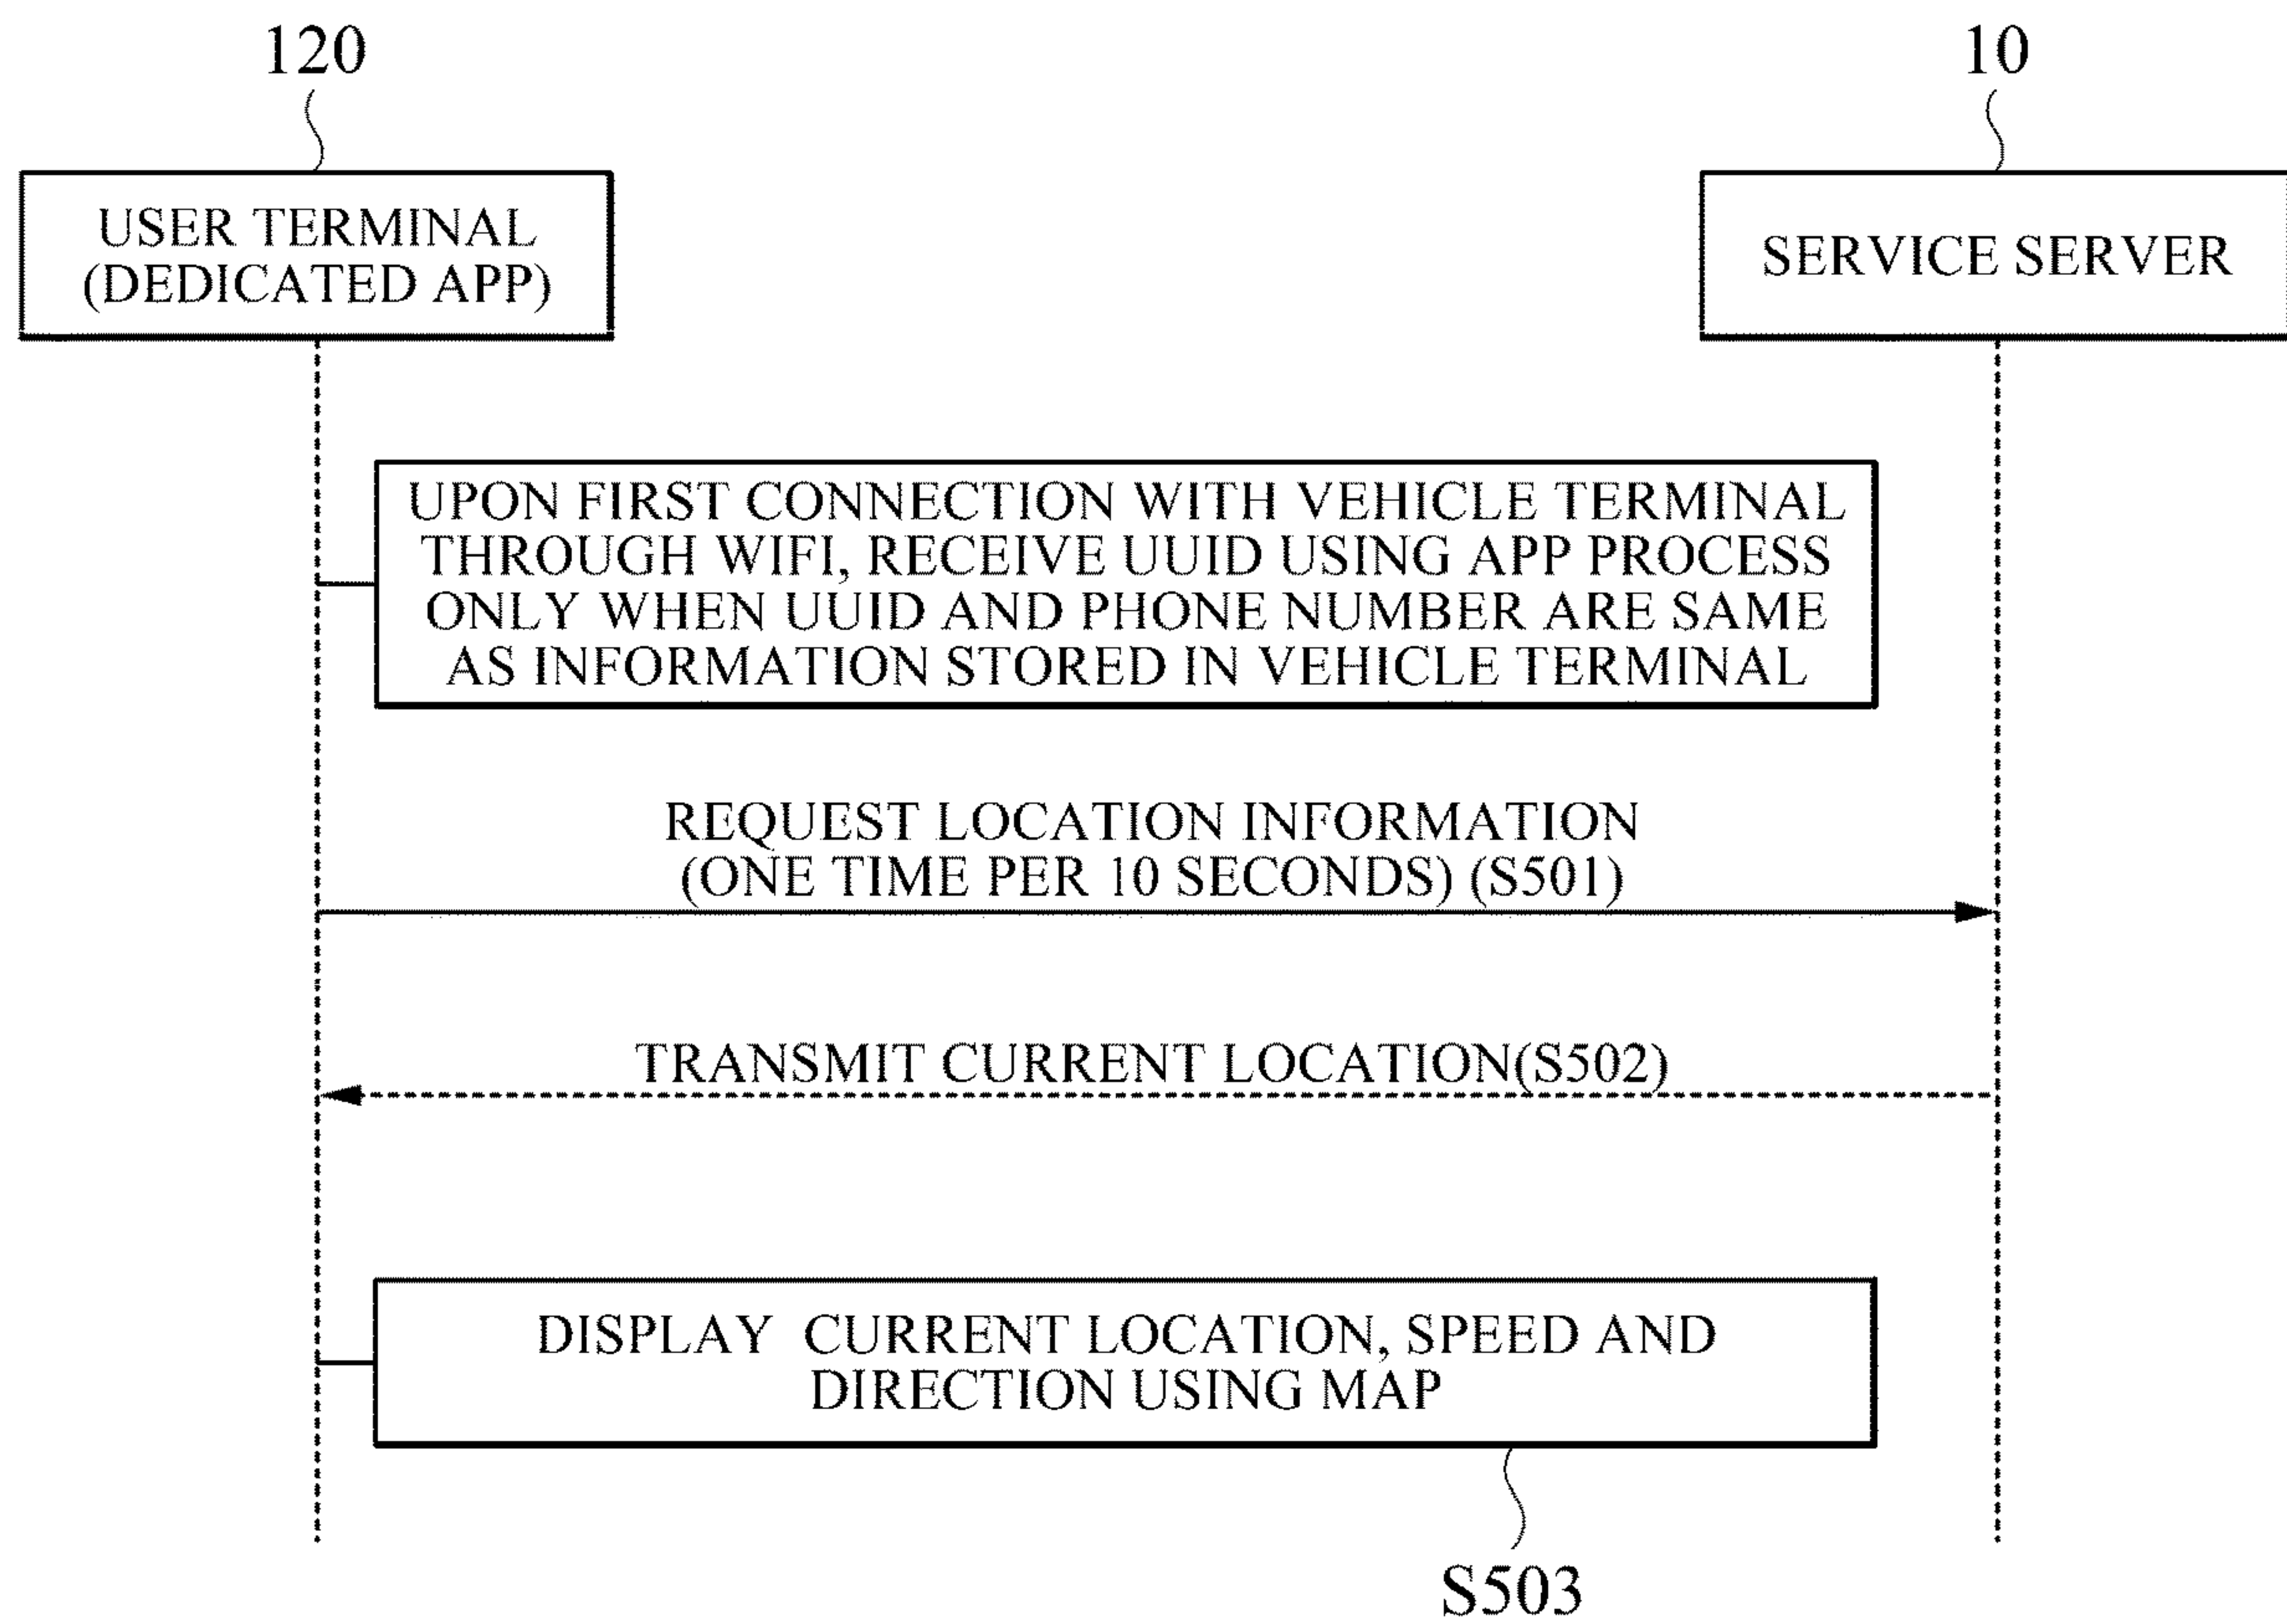 120
10
USER TERMINAL
(DEDICATED APP)
SERVICE SERVER
UPON FIRST CONNECTION WITH VEHICLE TERMINAL
THROUGH WIFI, RECEIVE UUID USING APP PROCESS
ONLY WHEN UUID AND PHONE NUMBER ARE SAME
AS INFORMATION STORED IN VEHICLE TERMINAL
REQUEST LOCATION INFORMATION
(ONE TIME PER 10 SECONDS) (S501)
TRANSMIT CURRENT LOCATION(S502)
DISPLAY CURRENT LOCATION, SPEED AND
DIRECTION USING MAP
S503